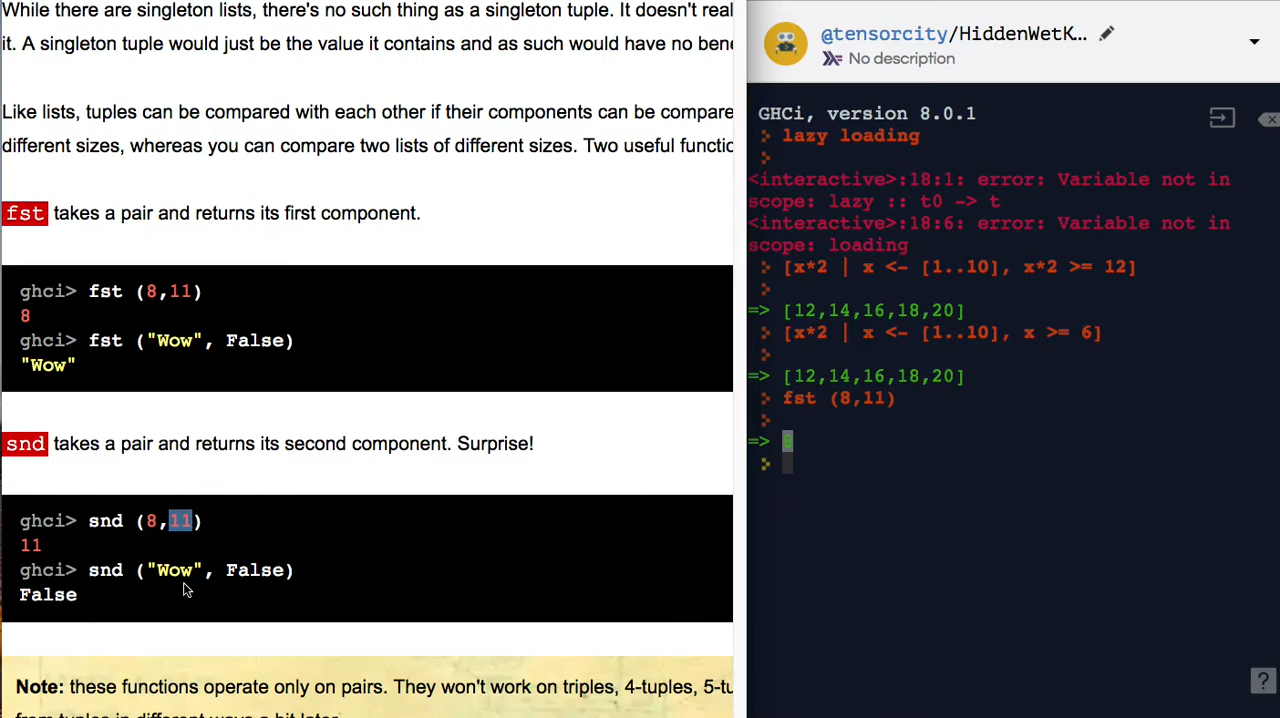 While there are singleton lists, there's no such thing as a singleton tuple. It doesn't real
it. A singleton tuple would just be the value it contains and as such would have no bene
Like lists, tuples can be compared with each other if their components can be compare
different sizes, whereas you can compare two lists of different sizes. Two useful functio
fst takes a pair and returns its first component.
ghci> fst (8,11)
8
ghci> fst ("Wow", False)
"Wow"
snd takes a pair and returns its second component. Surprise!
ghci> snd (8,11)
11
ghci> snd ("Wow", False)
False
Note: these functions operate only on pairs. They won't work on triples, 4-tuples, 5-tu
from tuples in different ways a bit later.
@tensorcity/HiddenWetK...
No description
GHCi, version 8.0.1
> lazy loading
>
<interactive>:18:1: error: Variable not in
scope: lazy :: t0 -> t
<interactive>:18:6: error: Variable not in
scope: loading
> [x*2 | x <- [1..10], x*2 >= 12]
>
=> [12,14,16,18,20]
> [x*2 | x <- [1..10], x >= 6]
>
=> [12,14,16,18,20]
> fst (8,11)
>
=> 8
>
?